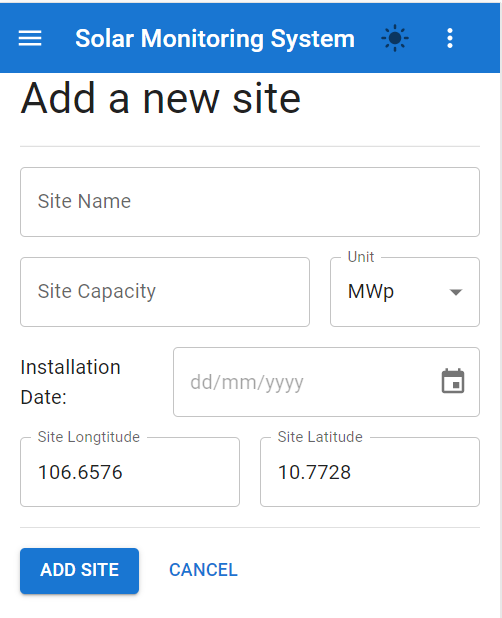 Solar Monitoring System
Add a new site
Site Name
Site Capacity
Unit
MWp
Installation
Date:
dd/mm/yyyy
Site Longtitude
106.6576
Site Latitude
10.7728
ADD SITE
CANCEL